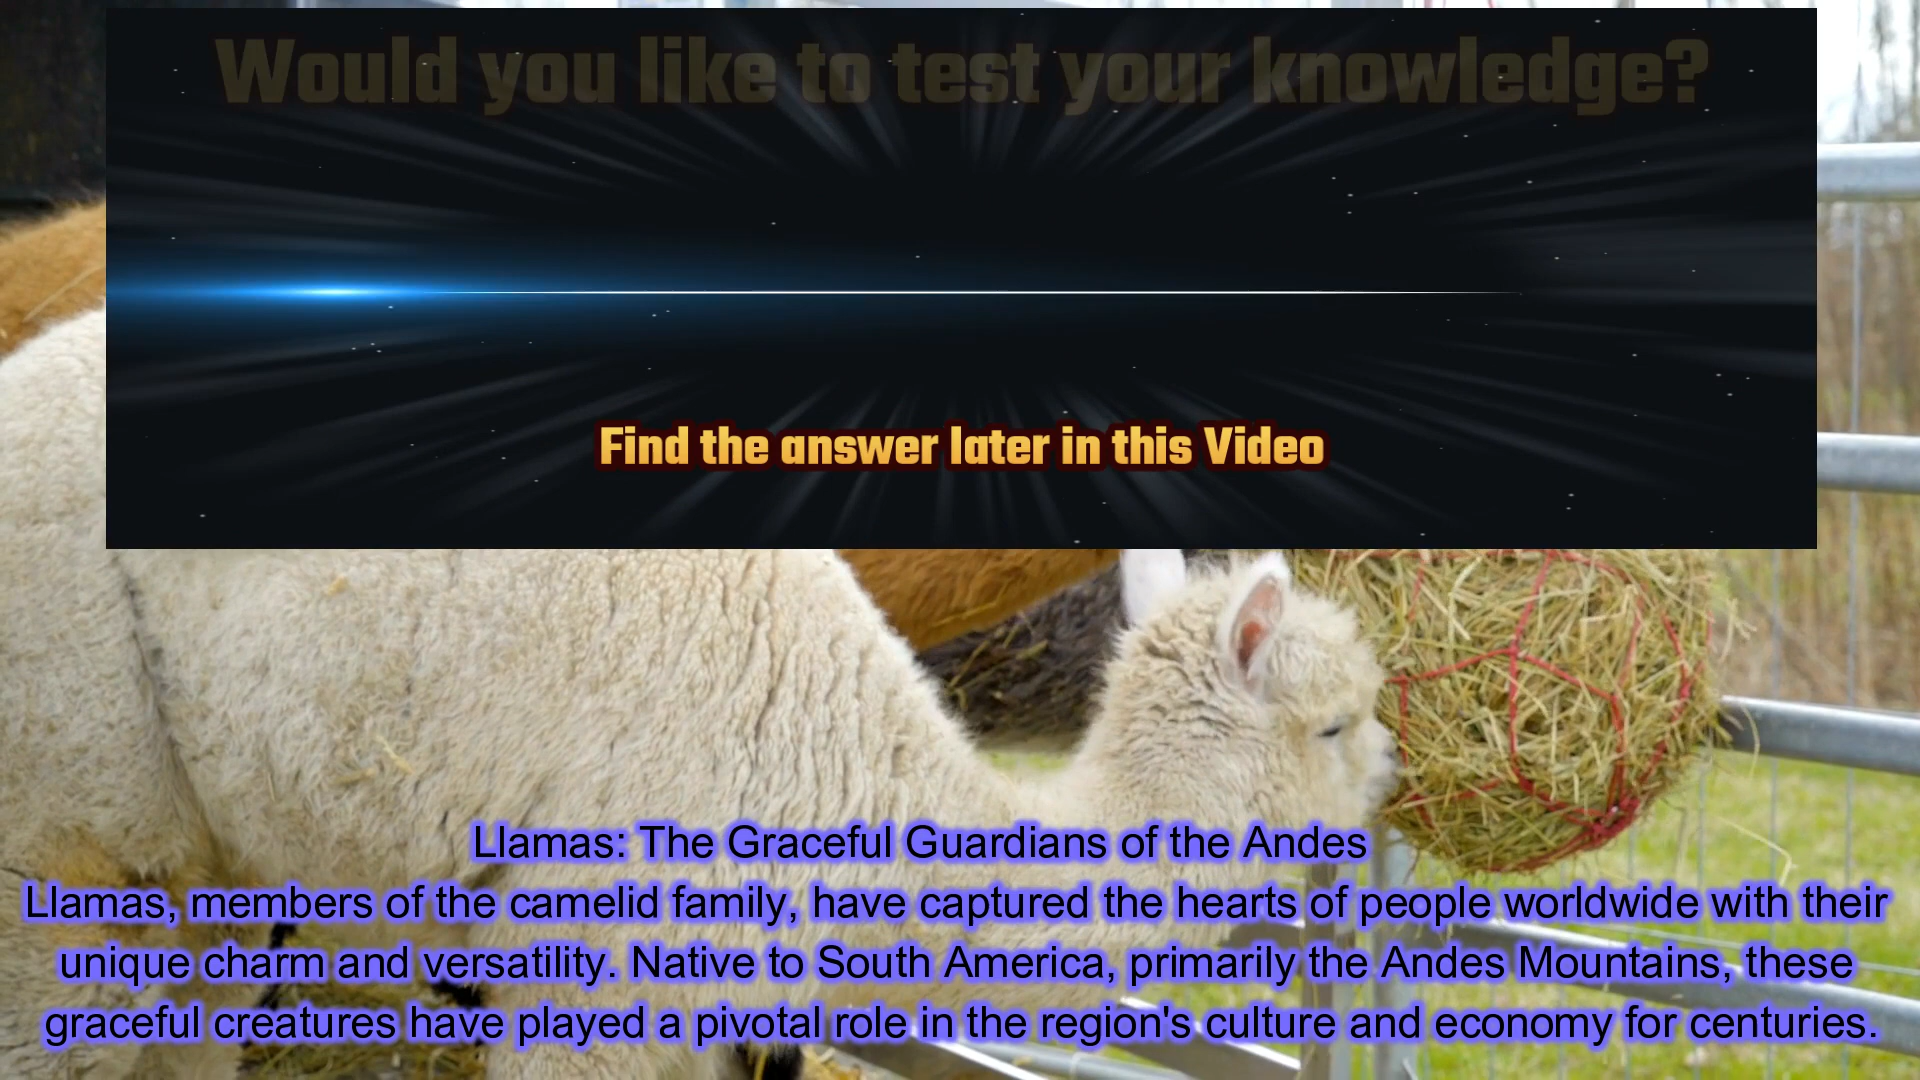 Would you like to test your knowledge?
Find the answer later in this Video
Llamas: The Graceful Guardians of the Andes
Llamas, members of the camelid family, have captured the hearts of people worldwide with their
unique charm and versatility. Native to South America, primarily the Andes Mountains, these
graceful creatures have played a pivotal role in the region's culture and economy for centuries.